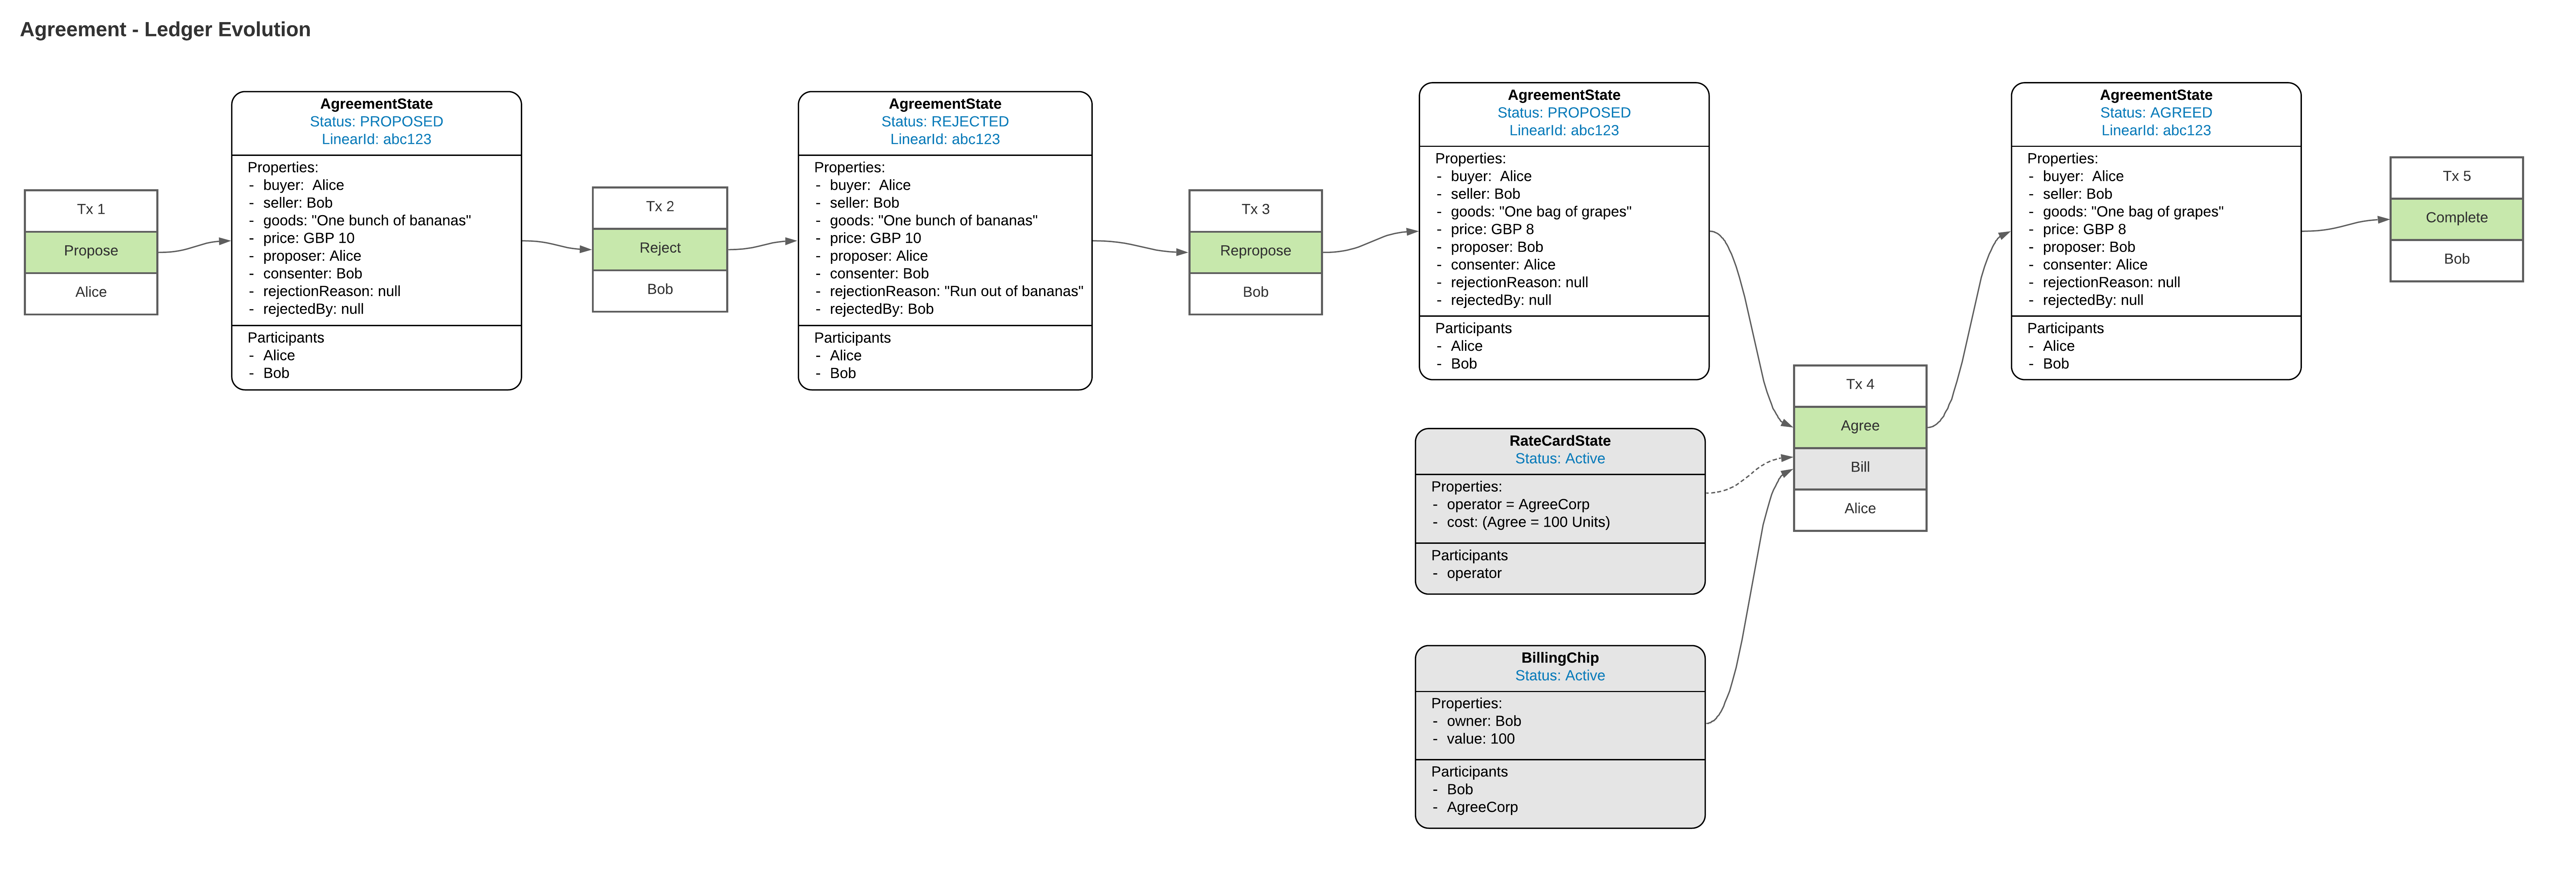 Agreement - Ledger Evolution
Tx 1
Propose
Alice
AgreementState
Status: PROPOSED
LinearId: abc123
Properties:
- buyer:  Alice
- seller: Bob
- goods: "One bunch of bananas"
- price: GBP 10
- proposer: Alice
- consenter: Bob
- rejectionReason: null
- rejectedBy: null
Participants
- Alice
- Bob
Tx 2
Reject
Bob
AgreementState
Status: REJECTED
LinearId: abc123
Properties:
- buyer:  Alice
- seller: Bob
- goods: "One bunch of bananas"
- price: GBP 10
- proposer: Alice
- consenter: Bob
- rejectionReason: "Run out of bananas"
- rejectedBy: Bob
Participants
- Alice
- Bob
Tx 3
Repropose
Bob
AgreementState
Status: PROPOSED
LinearId: abc123
Properties:
- buyer:  Alice
- seller: Bob
- goods: "One bag of grapes"
- price: GBP 8
- proposer: Bob
- consenter: Alice
- rejectionReason: null
- rejectedBy: null
Participants
- Alice
- Bob
RateCardState
Status: Active
Properties:
- operator = AgreeCorp
- cost: (Agree = 100 Units)
Participants
- operator
BillingChip
Status: Active
Properties:
- owner: Bob
- value: 100
Participants
- Bob
- AgreeCorp
Tx 4
Agree
Bill
Alice
AgreementState
Status: AGREED
LinearId: abc123
Properties:
- buyer:  Alice
- seller: Bob
- goods: "One bag of grapes"
- price: GBP 8
- proposer: Bob
- consenter: Alice
- rejectionReason: null
- rejectedBy: null
Participants
- Alice
- Bob
Tx 5
Complete
Bob